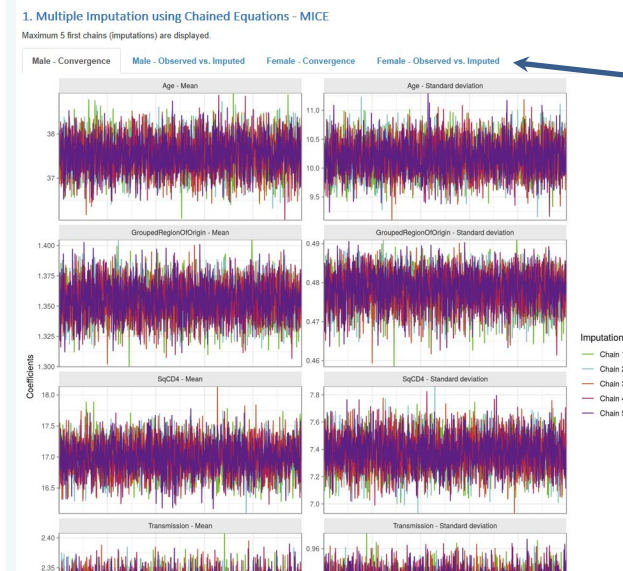 1. Multiple Imputation using Chained Equations - MICE
Maximum 5 first chains (imputations) are displayed.
Male - Convergence Male - Observed vs. Imputed Female - Convergence Female - Observed vs. Imputed
Age - Mean Age - Standard deviation
38
37
11.0
10.5
10.0
9.5
GroupedRegionOfOrigin - Mean GroupedRegionOfOrigin - Standard deviation
1.400
1.375
1.350
1.325
1.300
0.49
0.48
0.47
0.46
Coefficients
SqCD4 - Mean SqCD4 - Standard deviation
18.0
17.5
17.0
16.5
7.8
7.6
7.4
7.2
7.0
Transmission - Mean Transmission - Standard deviation
2.40
2.35
0.96
Imputation
Chain
Chain
Chain
Chain
Chain